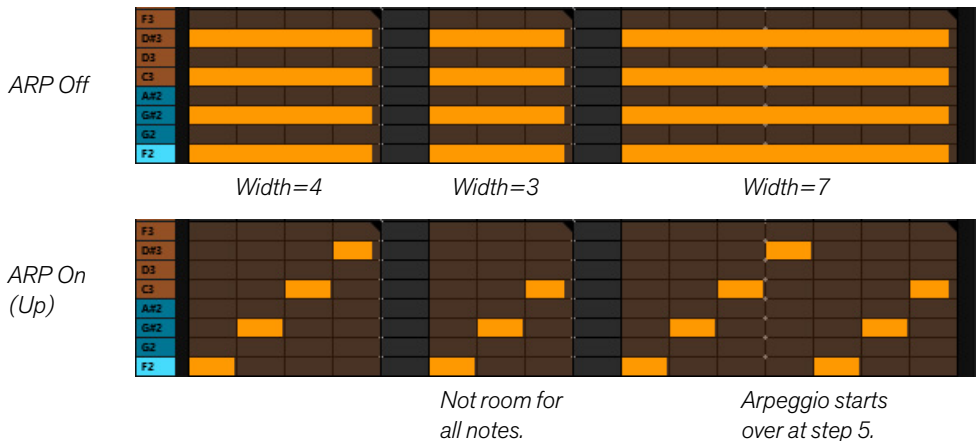 F3
D#3
D3
C3
A#2
G#2
G2
F2
ARP Off
Width=4 Width=3 Width=7
F3
D#3
D3
C3
A#2
G#2
G2
F2
ARP On
(Up)
Not room for
all notes.
Arpeggio starts
over at step 5.